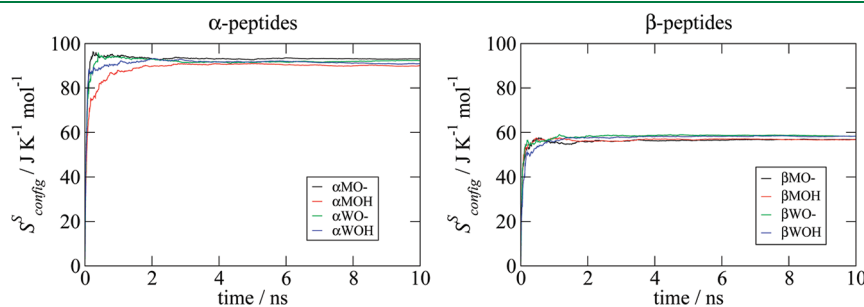 α-peptides
S^S_config / J K^-1 mol^-1
100
80
60
40
20
0
αMO-
αMOH
αWO-
αWOH
0 2 4 6 8 10
time / ns
β-peptides
S^S_config / J K^-1 mol^-1
100
80
60
40
20
0
βMO-
βMOH
βWO-
βWOH
0 2 4 6 8 10
time / ns